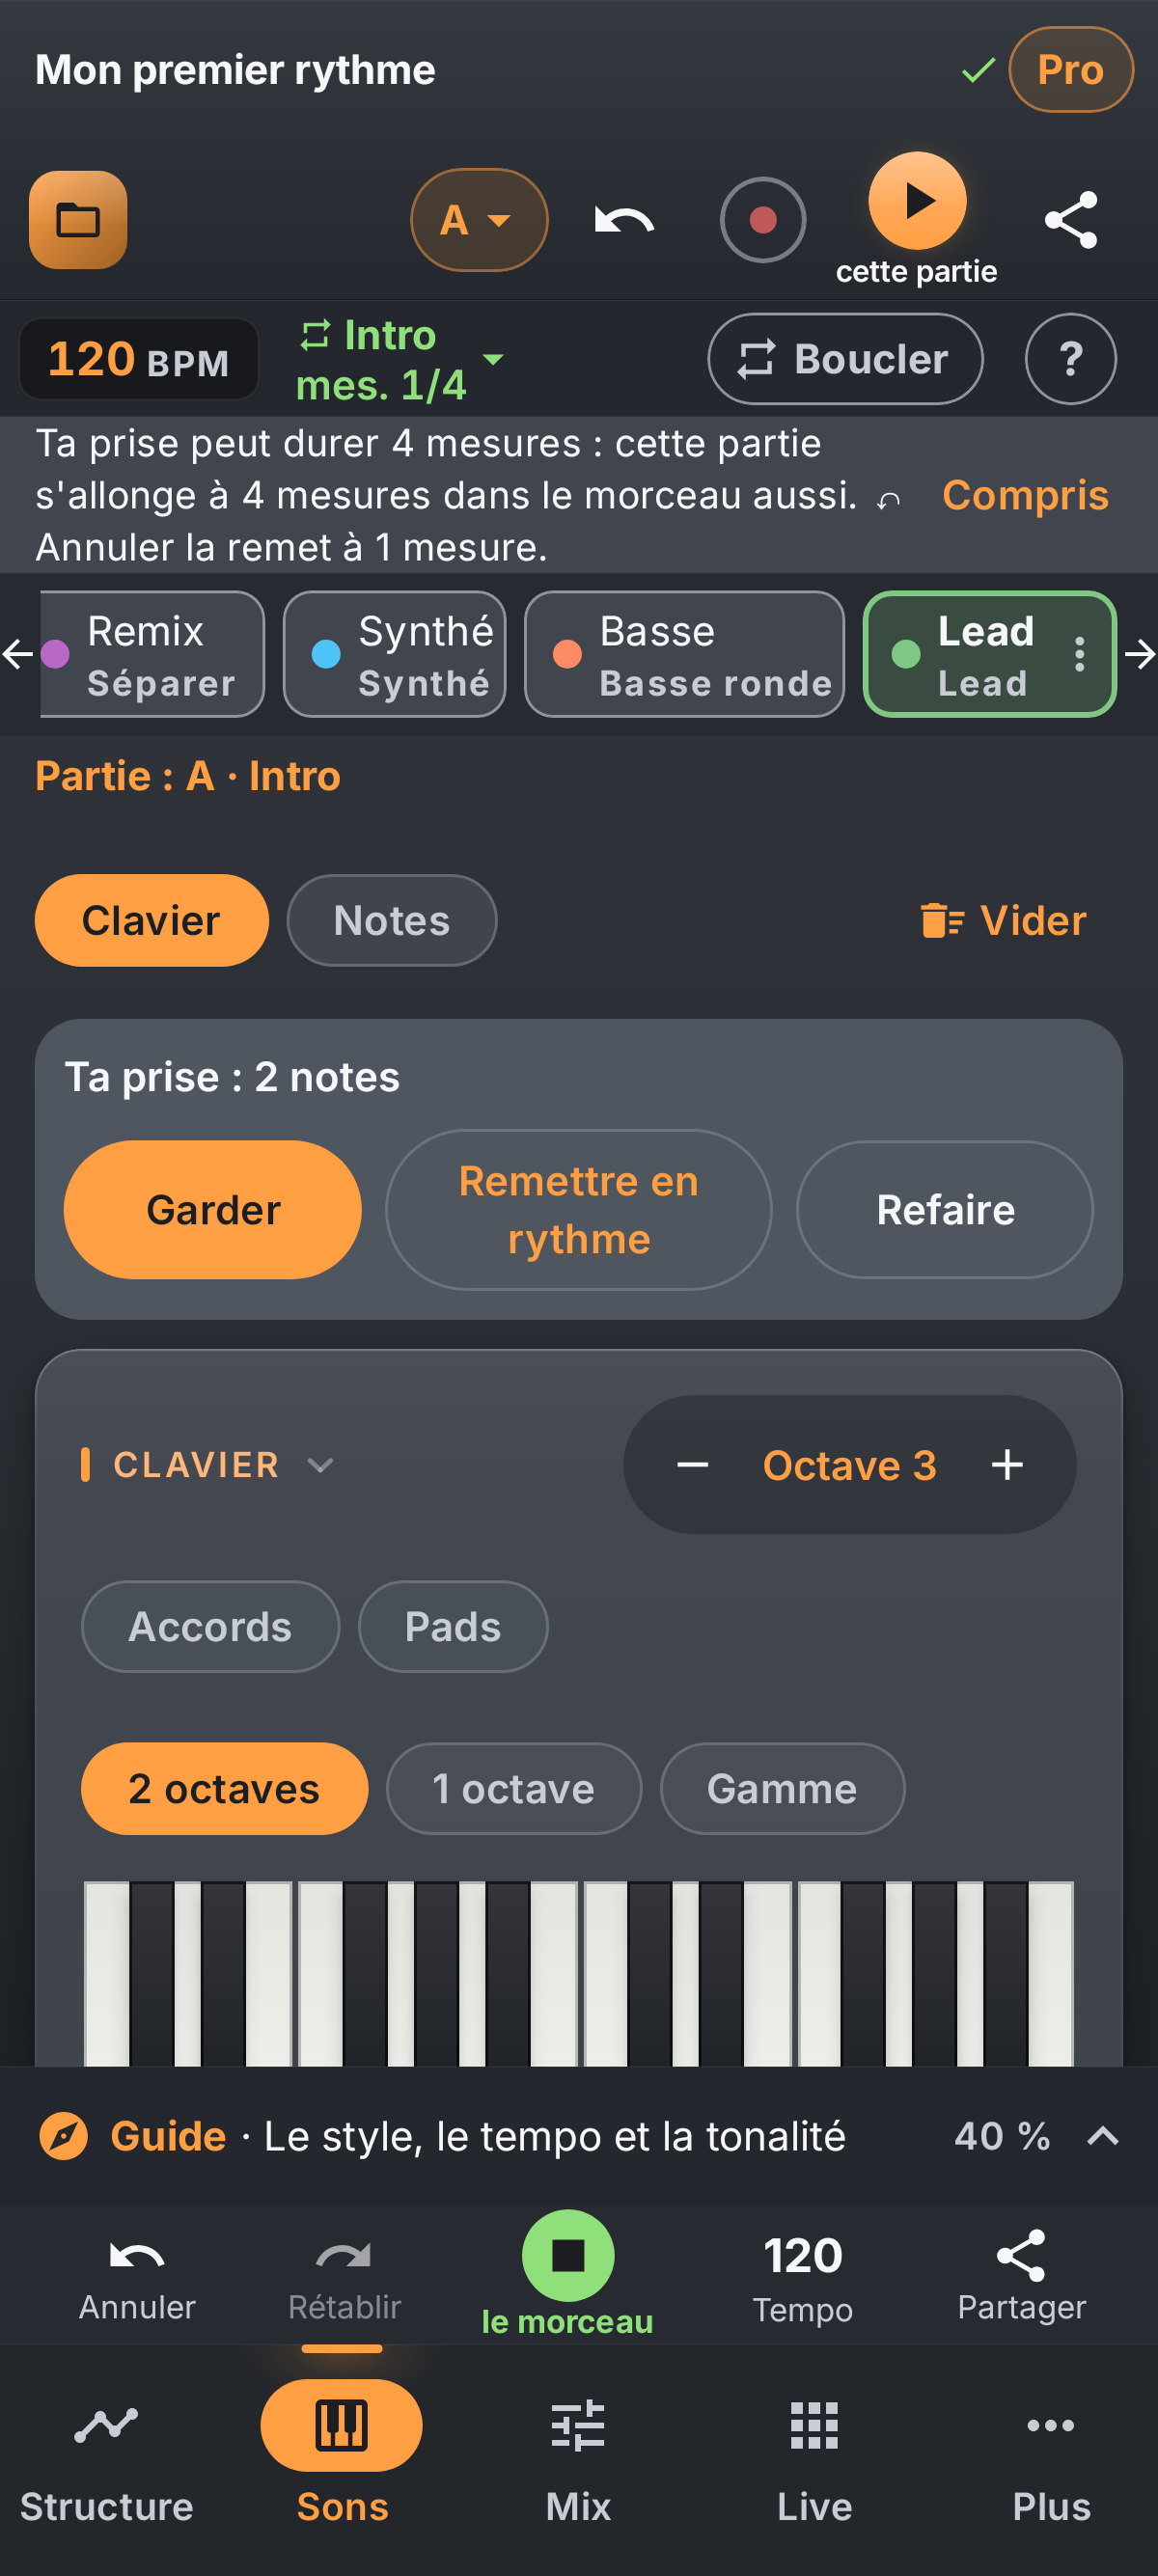 Mon premier rythme
Pro
A
cette partie
120 BPM
Intro
mes. 1/4
Boucler
?
Ta prise peut durer 4 mesures : cette partie
s'allonge à 4 mesures dans le morceau aussi.
Annuler la remet à 1 mesure.
Compris
Remix
Séparer
Synthé
Synthé
Basse
Basse ronde
Lead
Lead
Partie : A · Intro
Clavier
Notes
Vider
Ta prise : 2 notes
Garder
Remettre en
rythme
Refaire
CLAVIER
Octave 3
Accords
Pads
2 octaves
1 octave
Gamme
Guide · Le style, le tempo et la tonalité
40 %
Annuler
Rétablir
le morceau
120
Tempo
Partager
Structure
Sons
Mix
Live
Plus